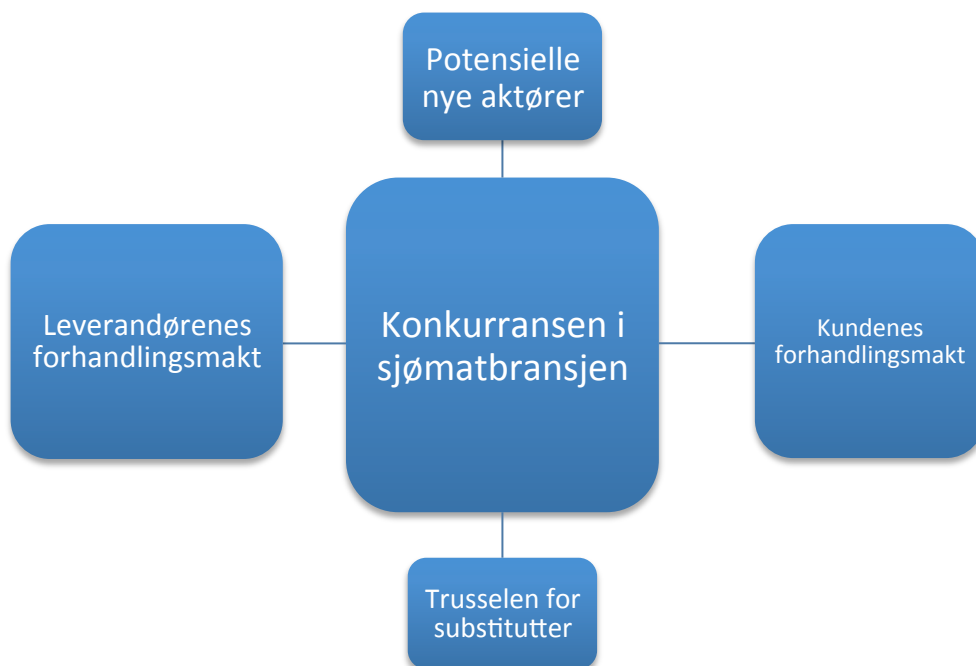 Potensielle
nye aktører
Leverandørenes
forhandlingsmakt
Konkurransen i
sjømatbransjen
Kundenes
forhandlingsmakt
Trusselen for
substitutter